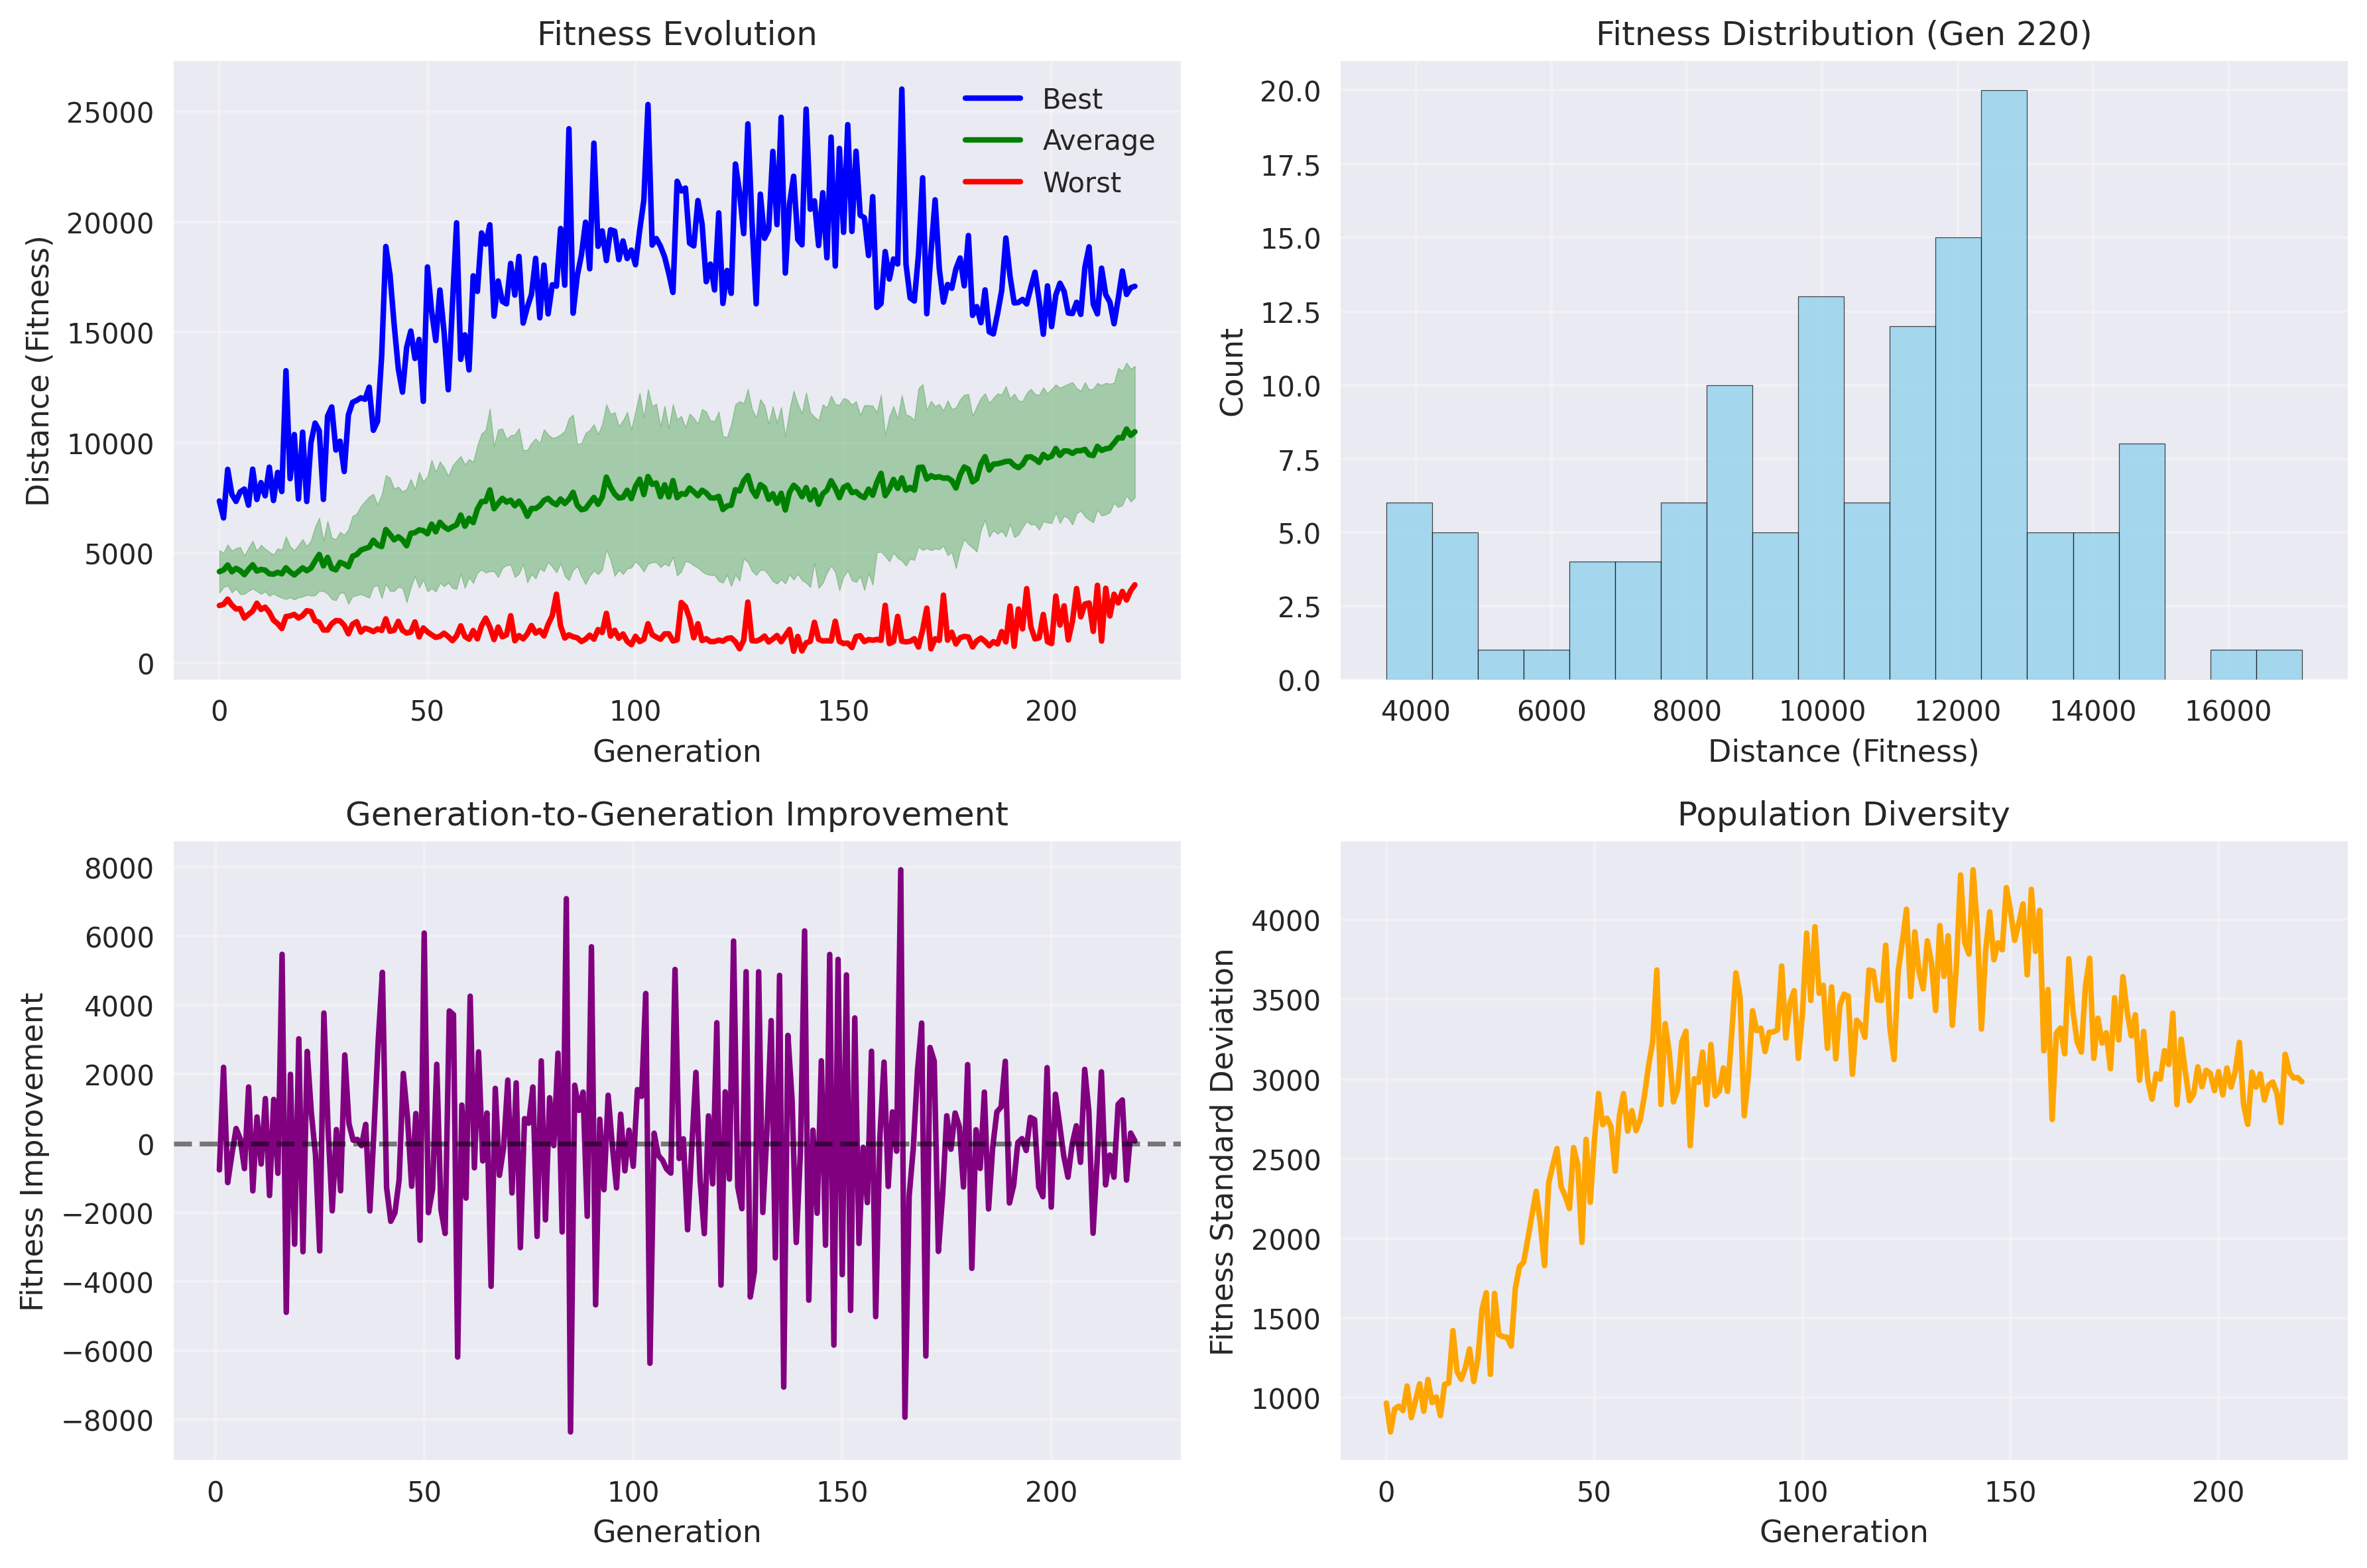 Fitness Evolution
Distance (Fitness)
25000
20000
15000
10000
5000
0
Best
Average
Worst
0 50 100 150 200
Generation
Fitness Distribution (Gen 220)
Count
20.0
17.5
15.0
12.5
10.0
7.5
5.0
2.5
0.0
4000 6000 8000 10000 12000 14000 16000
Distance (Fitness)
Generation-to-Generation Improvement
Fitness Improvement
8000
6000
4000
2000
0
−2000
−4000
−6000
−8000
0 50 100 150 200
Generation
Population Diversity
Fitness Standard Deviation
4000
3500
3000
2500
2000
1500
1000
0 50 100 150 200
Generation